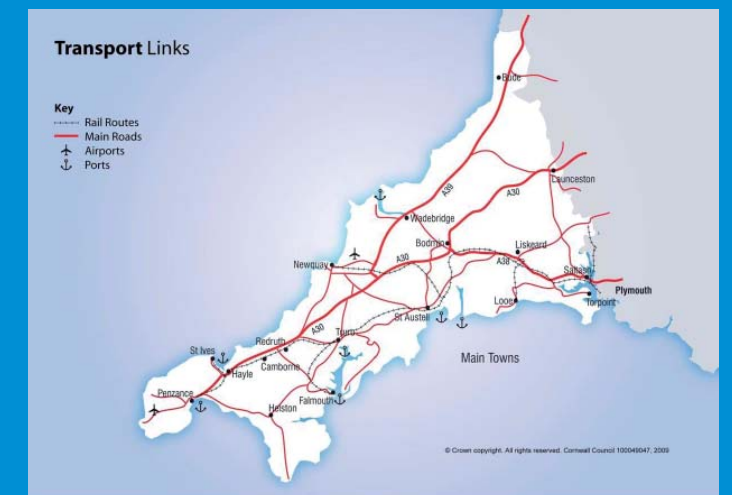 Transport Links
Key
Rail Routes
Main Roads
Airports
Ports
Bude
Launceston
A39
A30
Wadebridge
Bodmin
Liskeard
Newquay
A30
A38
Saltash
Plymouth
Looe
Torpoint
St Austell
A30
Truro
Redruth
St Ives
Main Towns
Camborne
Hayle
Penzance
Falmouth
Helston
© Crown copyright. All rights reserved. Cornwall Council 100049047, 2009